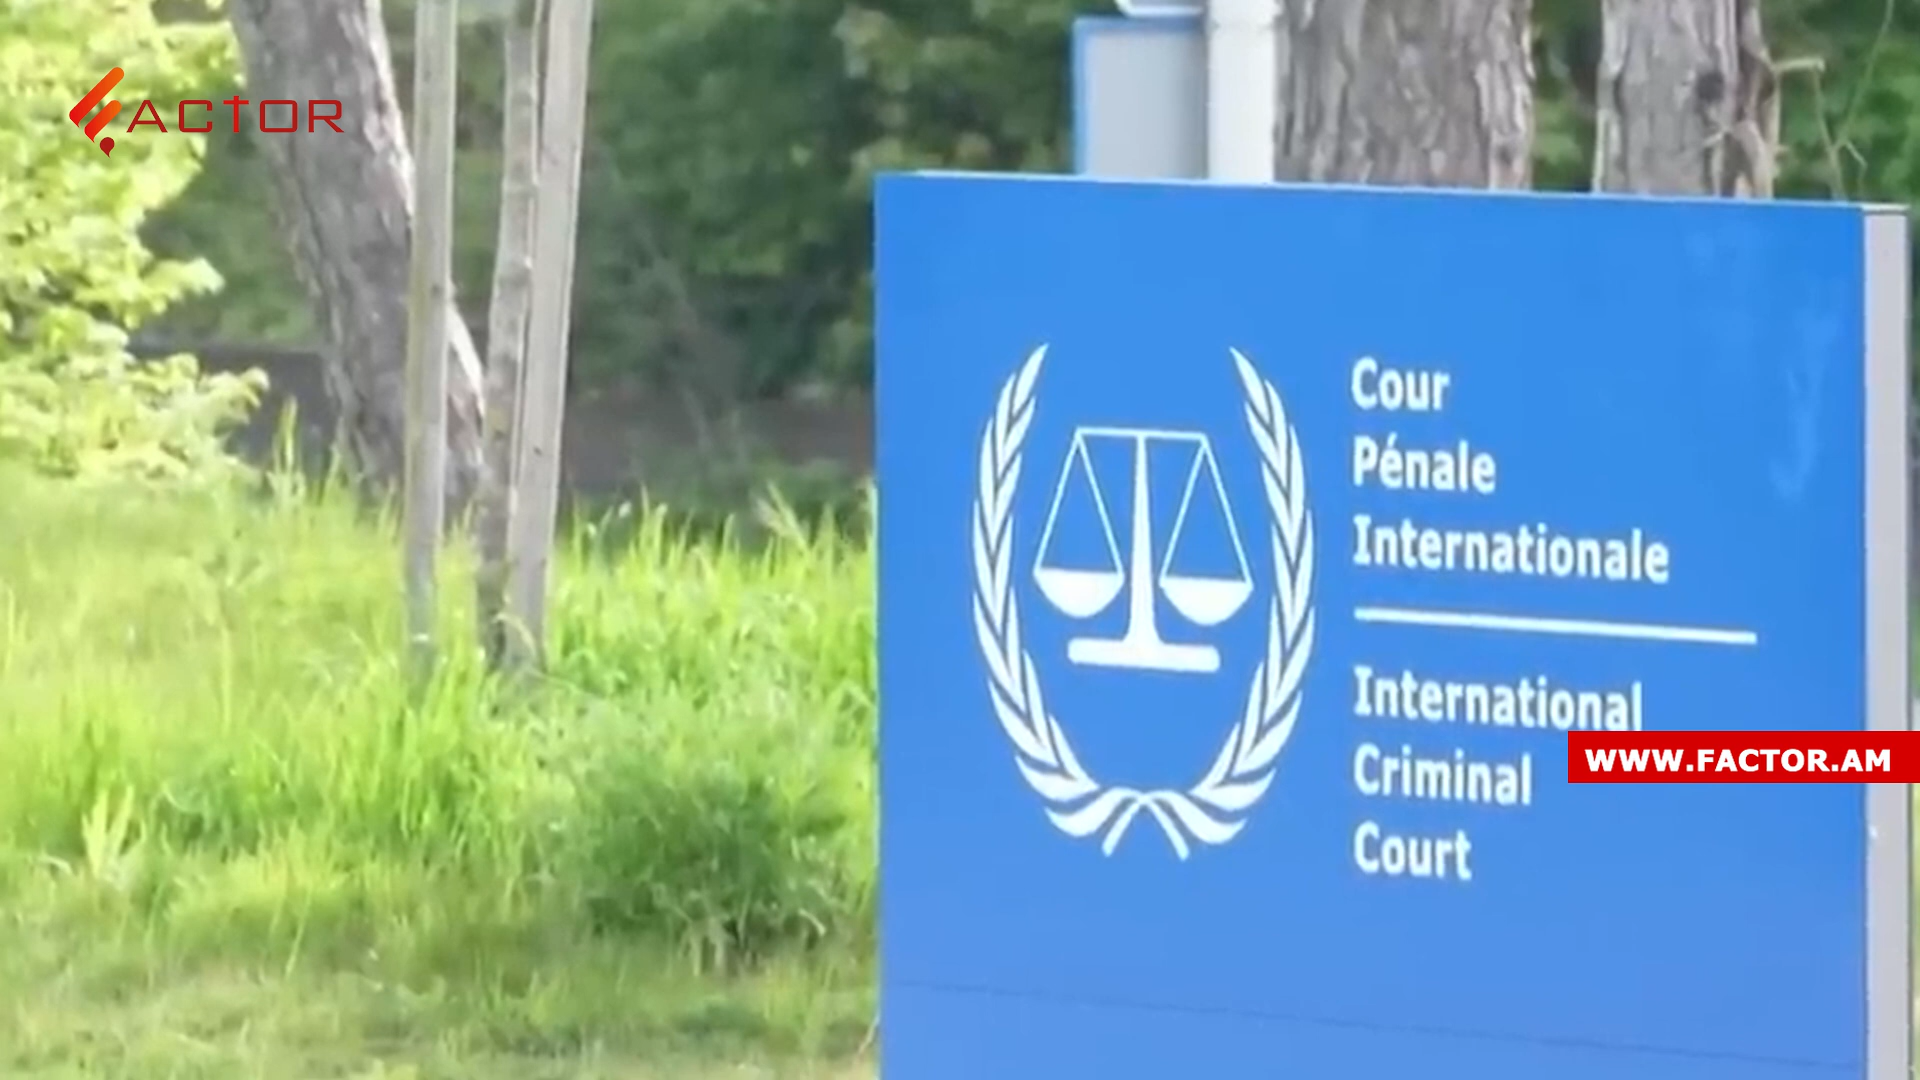 FACTOR
Cour
Pénale
Internationale
International
Criminal
Court
WWW.FACTOR.AM